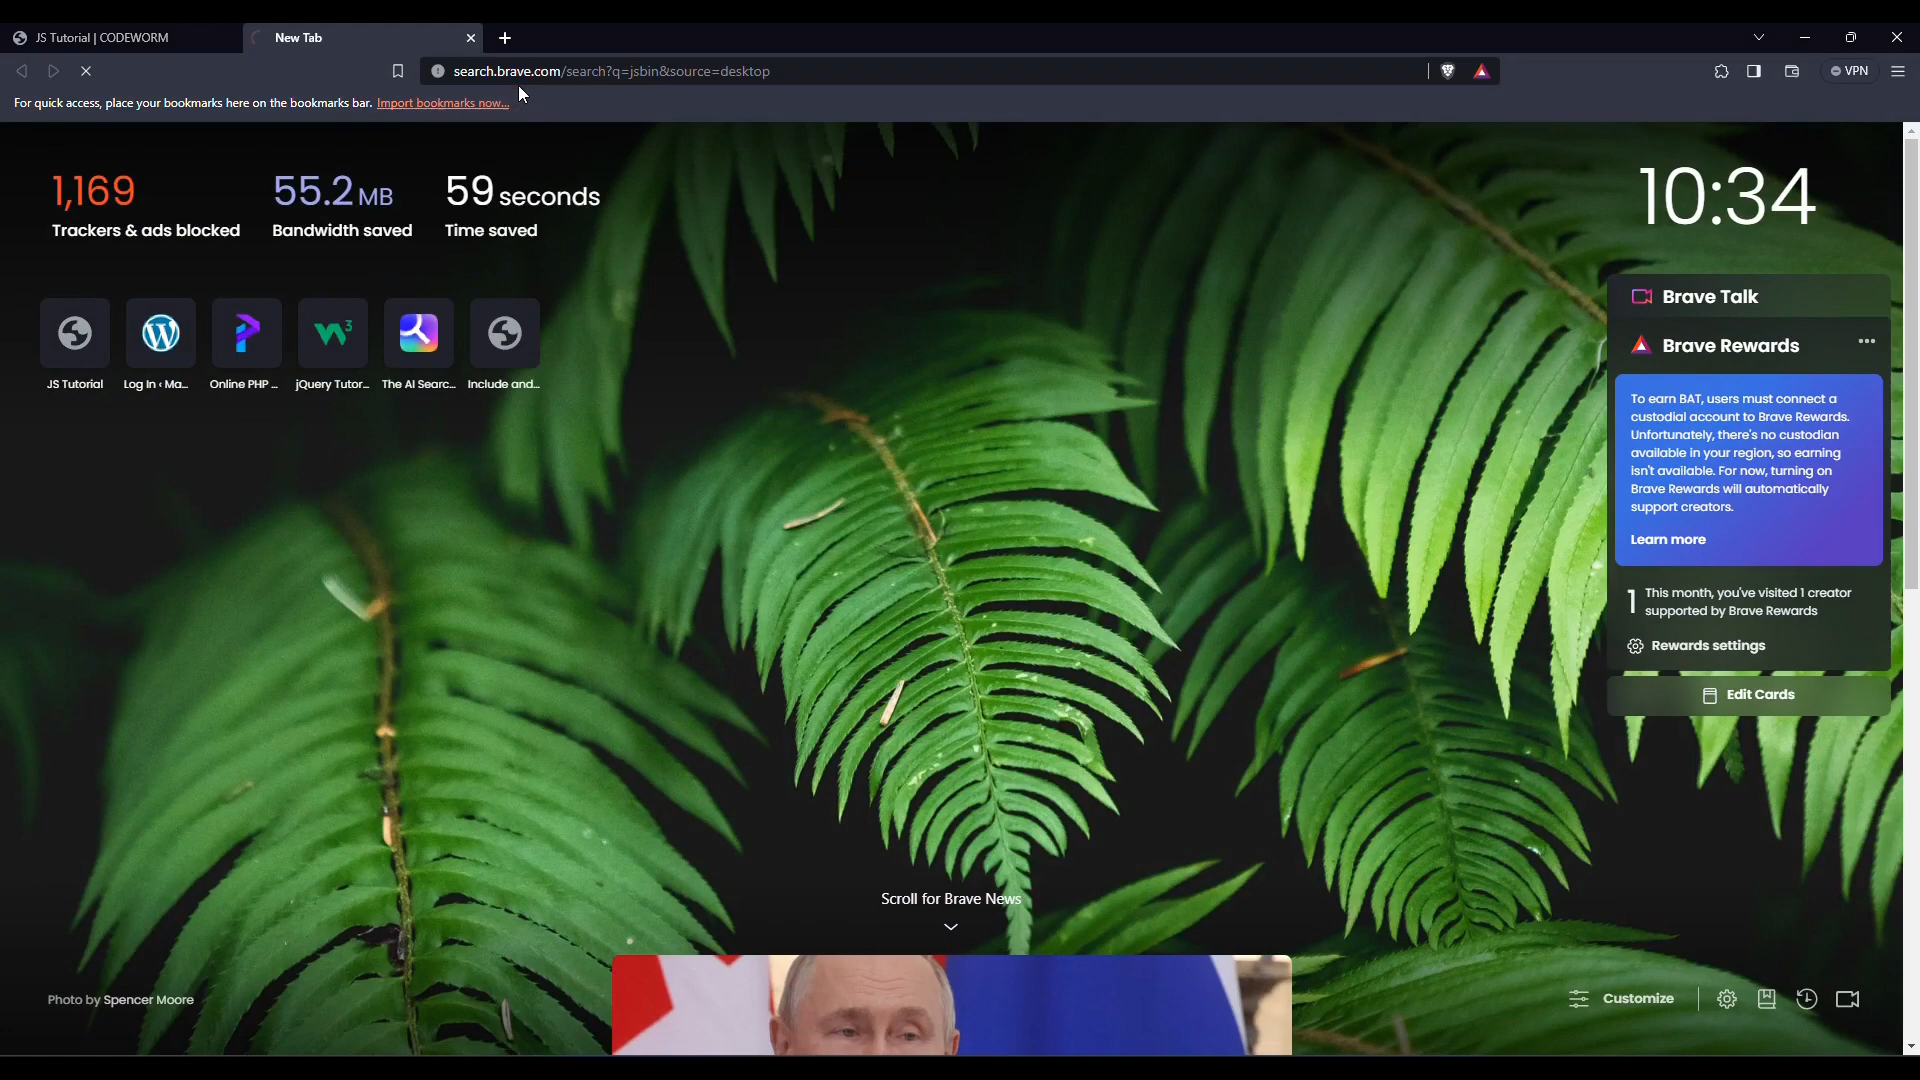 JS Tutorial | CODEWORM
New Tab
search.brave.com/search?q=jsbin&source=desktop
VPN
For quick access, place your bookmarks here on the bookmarks bar. Import bookmarks now...
1,169
Trackers & ads blocked
55.2 MB
Bandwidth saved
59 seconds
Time saved
10:34
JS Tutorial
Log In ‹ Ma...
Online PHP ...
jQuery Tutor...
The AI Searc...
Include and...
Brave Talk
Brave Rewards
To earn BAT, users must connect a
custodial account to Brave Rewards.
Unfortunately, there's no custodian
available in your region, so earning
isn't available. For now, turning on
Brave Rewards will automatically
support creators.
Learn more
1
This month, you've visited 1 creator
supported by Brave Rewards
Rewards settings
Edit Cards
Scroll for Brave News
Photo by Spencer Moore
Customize